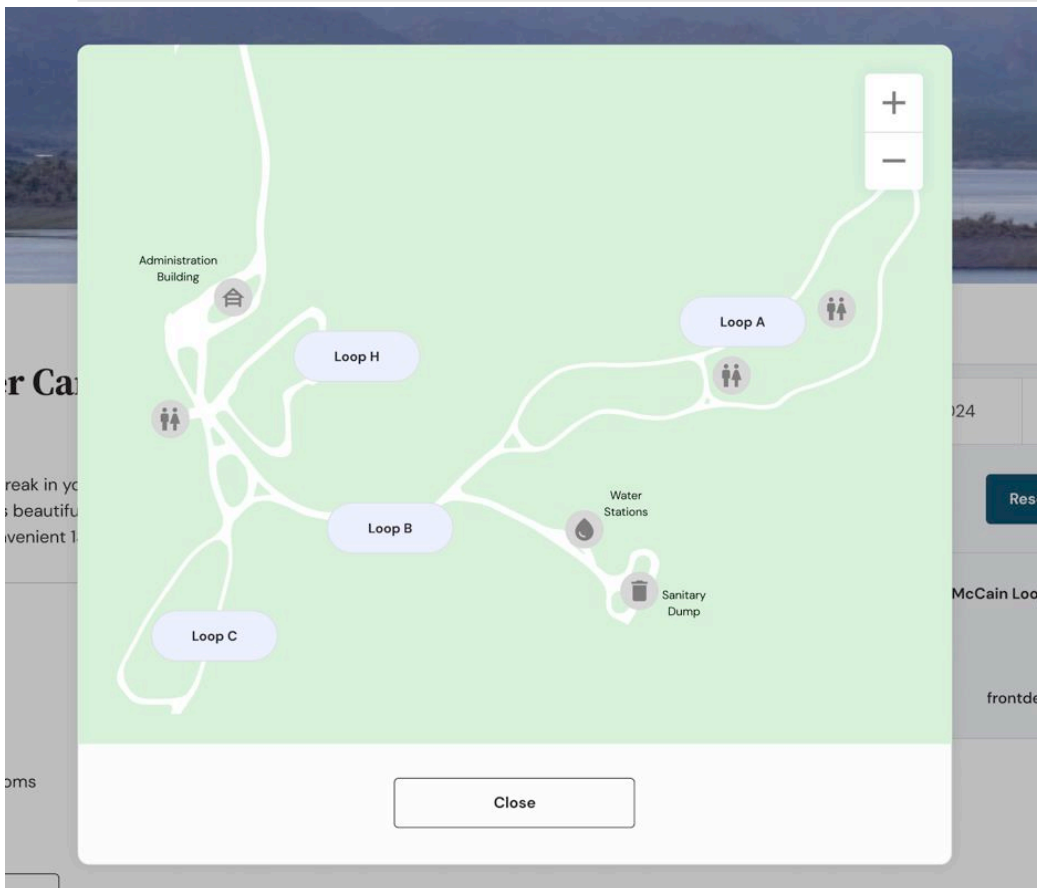 Administration
Building
Loop H
Loop A
Water
Stations
Loop B
Sanitary
Dump
Loop C
Close
er Ca
024
reak in yo
s beautifu
nvenient 1
Res
McCain Loo
frontde
oms